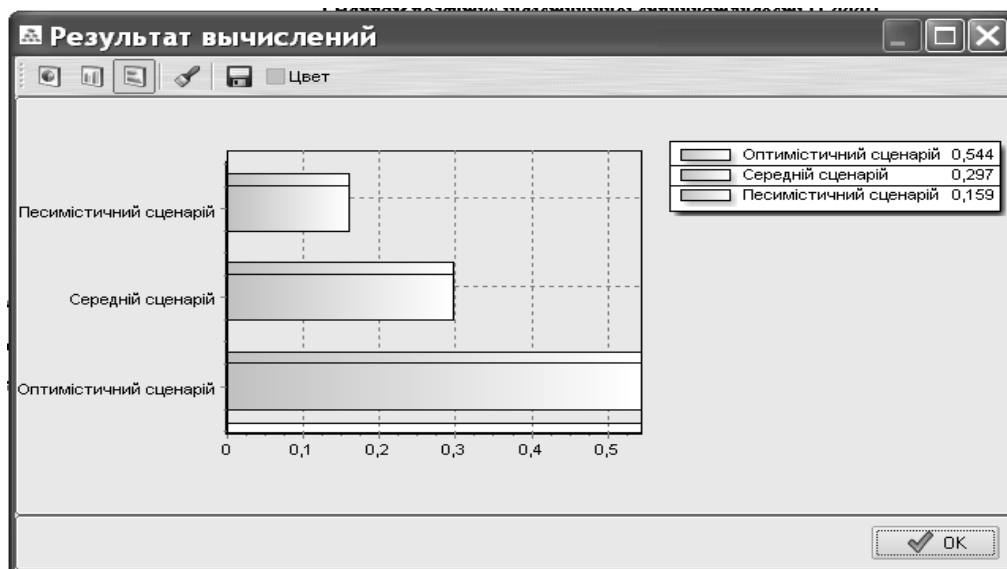 Результат вычислений
Цвет
Оптимістичний сценарій 0,544
Середній сценарій 0,297
Песимістичний сценарій 0,159
Песимістичний сценарій
Середній сценарій
Оптимістичний сценарій
0 0,1 0,2 0,3 0,4 0,5
OK